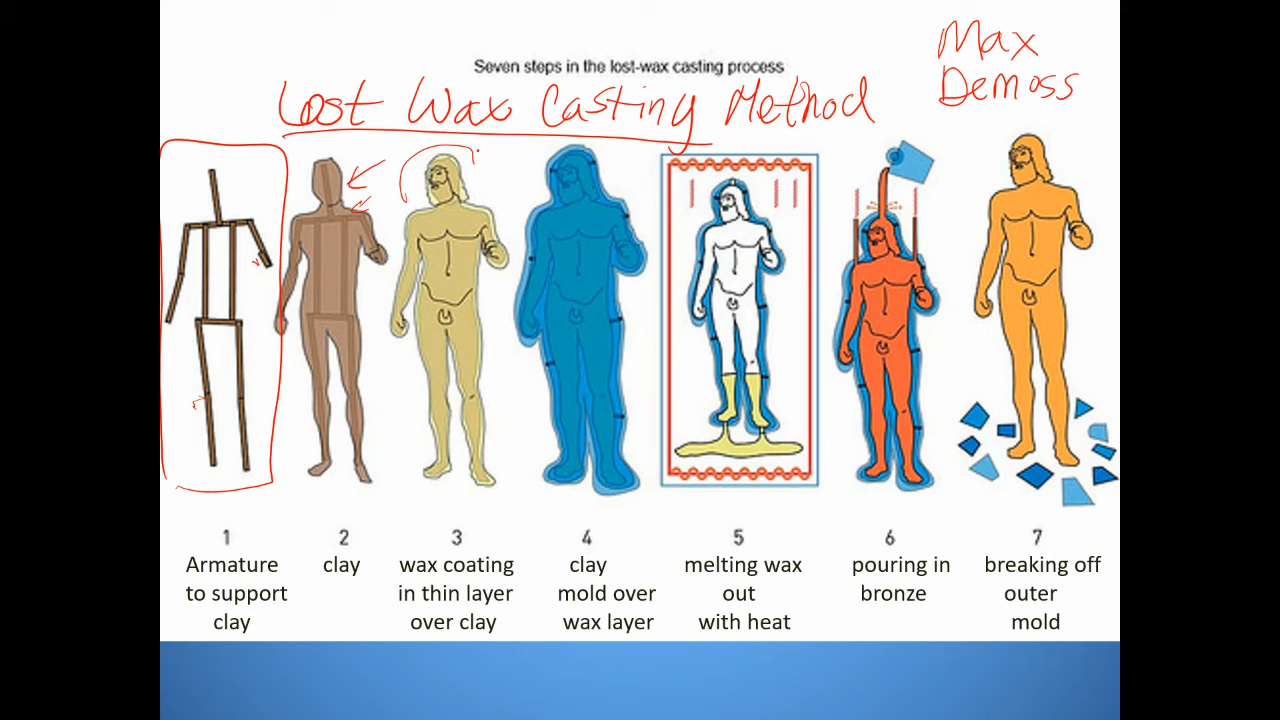 Max
Demoss
Seven steps in the lost-wax casting process
Lost Wax Casting Method
1
Armature
to support
clay
2
clay
3
wax coating
in thin layer
over clay
4
clay
mold over
wax layer
5
melting wax
out
with heat
6
pouring in
bronze
7
breaking off
outer
mold